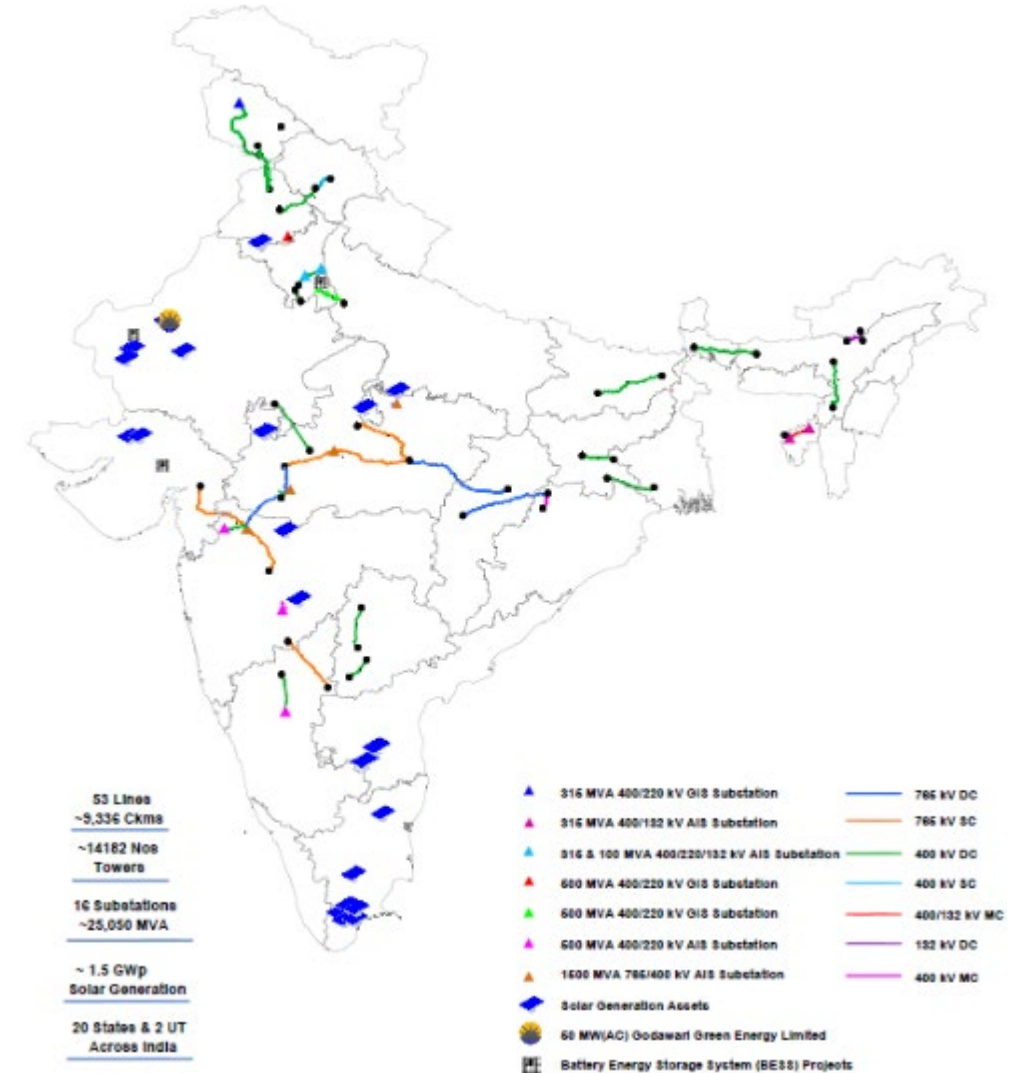 53 Lines
~9,336 Ckms
~14182 Nos
Towers
16 Substations
~25,050 MVA
~ 1.5 GWp
Solar Generation
20 States & 2 UT
Across India
315 MVA 400/220 kV GIS Substation
315 MVA 400/132 kV AIS Substation
315 & 100 MVA 400/220/132 kV AIS Substation
500 MVA 400/220 kV GIS Substation
500 MVA 400/220 kV GIS Substation
500 MVA 400/220 kV AIS Substation
1500 MVA 765/400 kV AIS Substation
Solar Generation Assets
50 MW(AC) Godawari Green Energy Limited
Battery Energy Storage System (BESS) Projects
765 kV DC
765 kV SC
400 kV DC
400 kV SC
400/132 kV MC
132 kV DC
400 kV MC